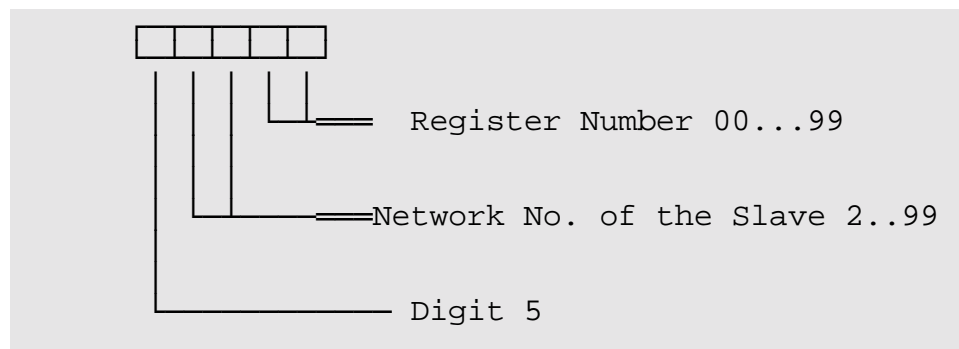 Register Number 00...99
Network No. of the Slave 2..99
Digit 5